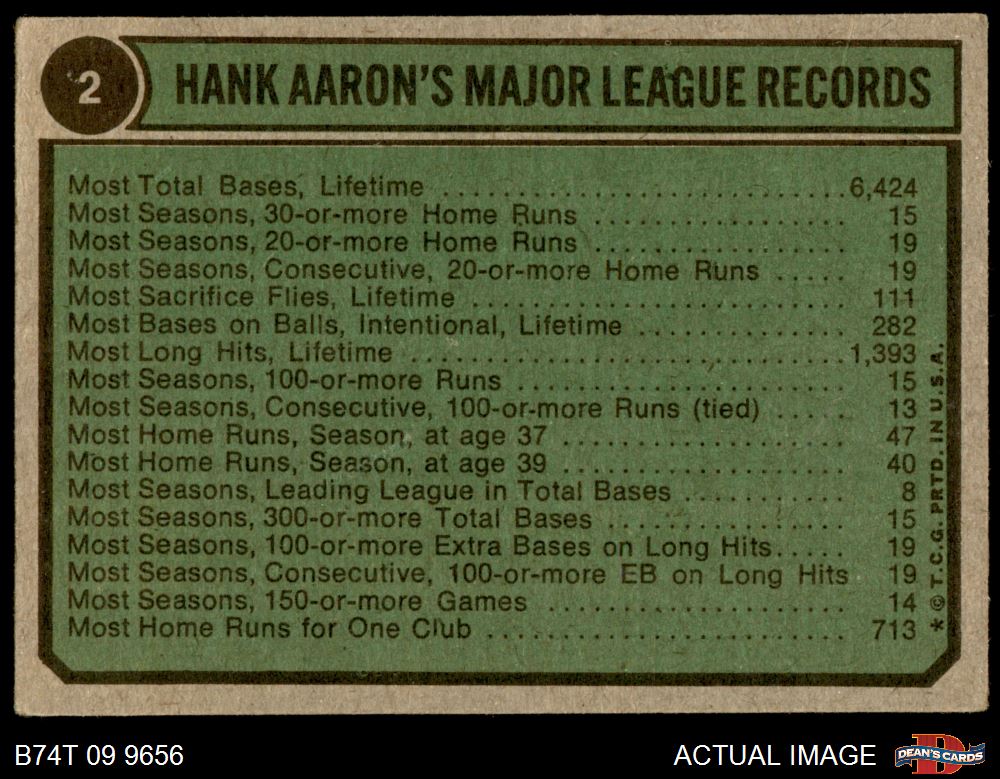 2
HANK AARON'S MAJOR LEAGUE RECORDS
Most Total Bases, Lifetime ........................ 6,424
Most Seasons, 30-or-more Home Runs ............... 15
Most Seasons, 20-or-more Home Runs ............... 19
Most Seasons, Consecutive, 20-or-more Home Runs ..... 19
Most Sacrifice Flies, Lifetime ...................... 111
Most Bases on Balls, Intentional, Lifetime ............. 282
Most Long Hits, Lifetime .......................... 1,393
Most Seasons, 100-or-more Runs .................... 15
Most Seasons, Consecutive, 100-or-more Runs (tied) ..... 13
Most Home Runs, Season, at age 37 ................. 47
Most Home Runs, Season, at age 39 ................. 40
Most Seasons, Leading League in Total Bases .......... 8
Most Seasons, 300-or-more Total Bases ............... 15
Most Seasons, 100-or-more Extra Bases on Long Hits..... 19
Most Seasons, Consecutive, 100-or-more EB on Long Hits 19
Most Seasons, 150-or-more Games .................. 14
Most Home Runs for One Club ...................... 713
* © T.C.G. PRTD. IN U.S.A.
B74T 09 9656
ACTUAL IMAGE
D
DEAN'S CARDS